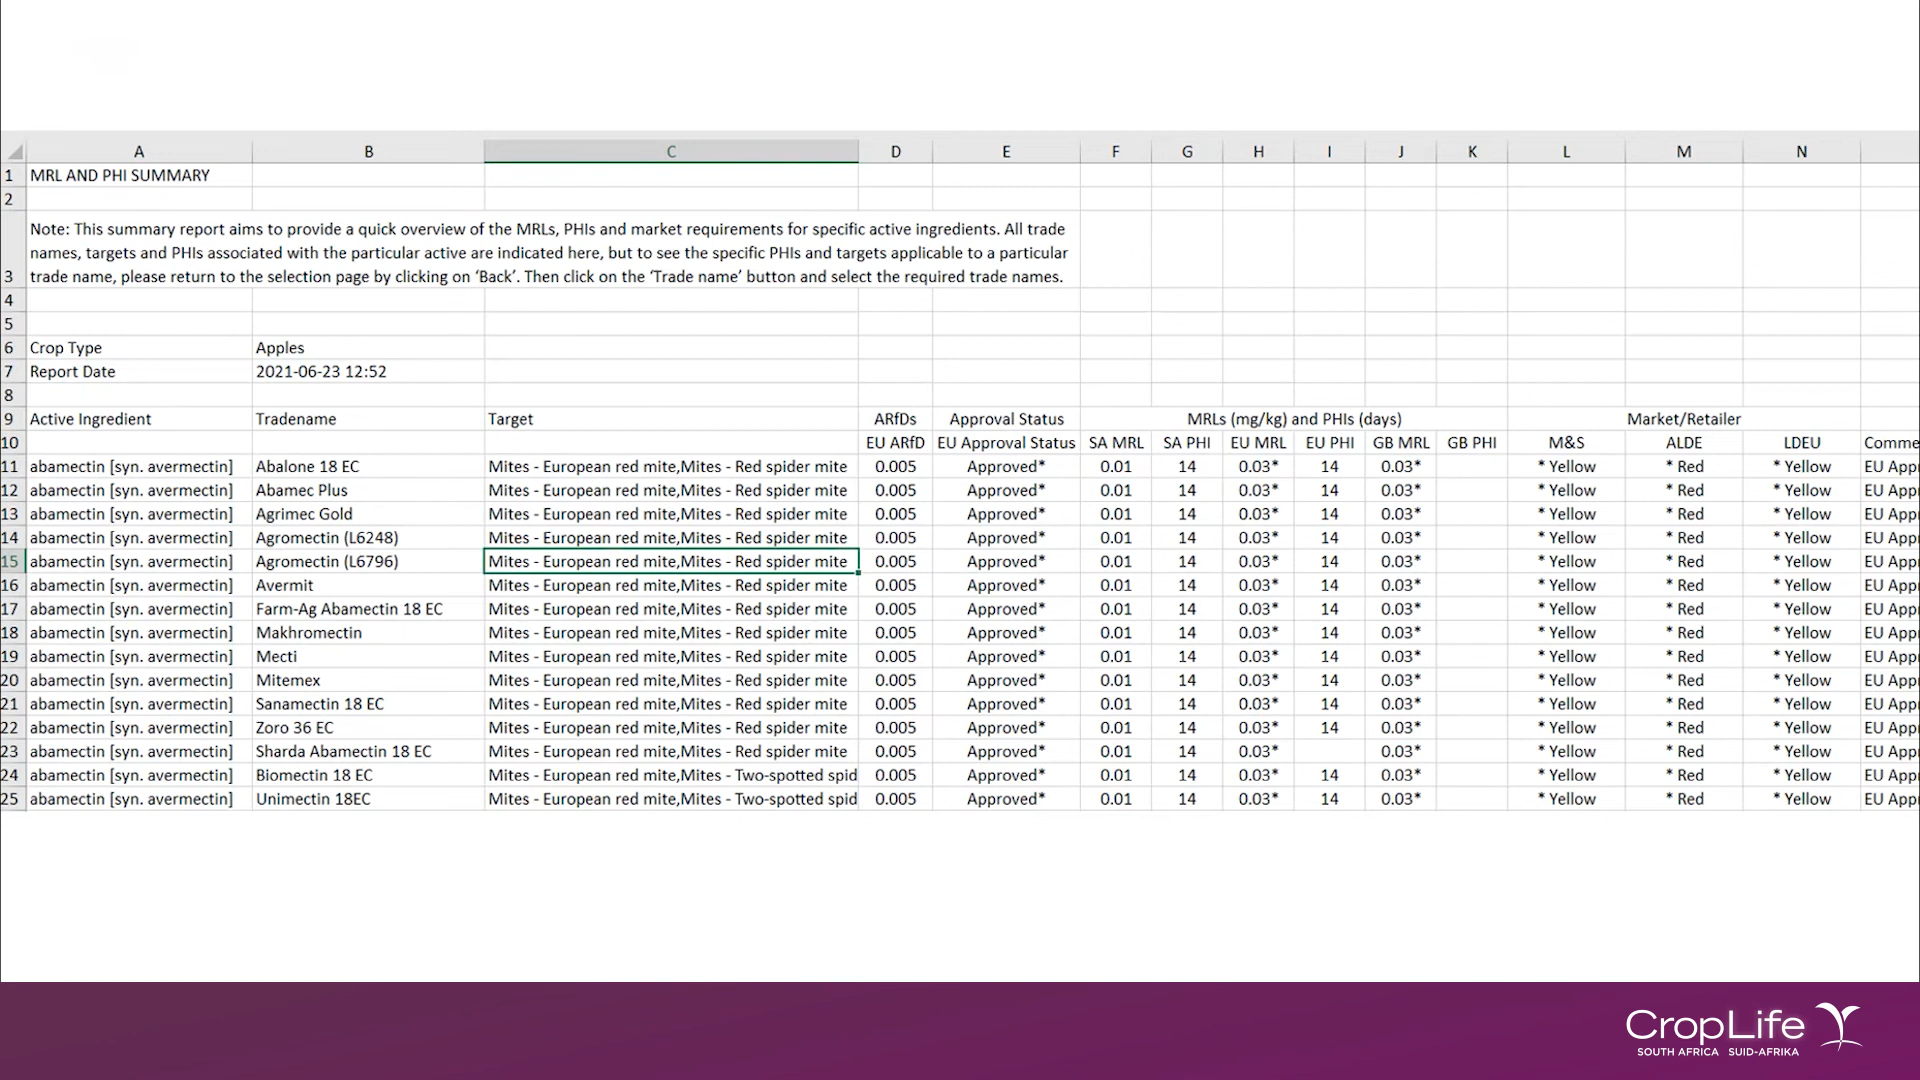 A B C D E F G H I J K L M N
1 MRL AND PHI SUMMARY
2
Note: This summary report aims to provide a quick overview of the MRLs, PHIs and market requirements for specific active ingredients. All trade
names, targets and PHIs associated with the particular active are indicated here, but to see the specific PHIs and targets applicable to a particular
3 trade name, please return to the selection page by clicking on ‘Back’. Then click on the ‘Trade name’ button and select the required trade names.
4
5
6 Crop Type Apples
7 Report Date 2021-06-23 12:52
8
9 Active Ingredient Tradename Target ARfDs Approval Status MRLs (mg/kg) and PHIs (days) Market/Retailer
10 EU ARfD EU Approval Status SA MRL SA PHI EU MRL EU PHI GB MRL GB PHI M&S ALDE LDEU Comme
11 abamectin [syn. avermectin] Abalone 18 EC Mites - European red mite,Mites - Red spider mite 0.005 Approved* 0.01 14 0.03* 14 0.03* * Yellow * Red * Yellow EU App
12 abamectin [syn. avermectin] Abamec Plus Mites - European red mite,Mites - Red spider mite 0.005 Approved* 0.01 14 0.03* 14 0.03* * Yellow * Red * Yellow EU App
13 abamectin [syn. avermectin] Agrimec Gold Mites - European red mite,Mites - Red spider mite 0.005 Approved* 0.01 14 0.03* 14 0.03* * Yellow * Red * Yellow EU App
14 abamectin [syn. avermectin] Agromectin (L6248) Mites - European red mite,Mites - Red spider mite 0.005 Approved* 0.01 14 0.03* 14 0.03* * Yellow * Red * Yellow EU App
15 abamectin [syn. avermectin] Agromectin (L6796) Mites - European red mite,Mites - Red spider mite 0.005 Approved* 0.01 14 0.03* 14 0.03* * Yellow * Red * Yellow EU App
16 abamectin [syn. avermectin] Avermit Mites - European red mite,Mites - Red spider mite 0.005 Approved* 0.01 14 0.03* 14 0.03* * Yellow * Red * Yellow EU App
17 abamectin [syn. avermectin] Farm-Ag Abamectin 18 EC Mites - European red mite,Mites - Red spider mite 0.005 Approved* 0.01 14 0.03* 14 0.03* * Yellow * Red * Yellow EU App
18 abamectin [syn. avermectin] Makhromectin Mites - European red mite,Mites - Red spider mite 0.005 Approved* 0.01 14 0.03* 14 0.03* * Yellow * Red * Yellow EU App
19 abamectin [syn. avermectin] Mecti Mites - European red mite,Mites - Red spider mite 0.005 Approved* 0.01 14 0.03* 14 0.03* * Yellow * Red * Yellow EU App
20 abamectin [syn. avermectin] Mitemex Mites - European red mite,Mites - Red spider mite 0.005 Approved* 0.01 14 0.03* 14 0.03* * Yellow * Red * Yellow EU App
21 abamectin [syn. avermectin] Sanamectin 18 EC Mites - European red mite,Mites - Red spider mite 0.005 Approved* 0.01 14 0.03* 14 0.03* * Yellow * Red * Yellow EU App
22 abamectin [syn. avermectin] Zoro 36 EC Mites - European red mite,Mites - Red spider mite 0.005 Approved* 0.01 14 0.03* 14 0.03* * Yellow * Red * Yellow EU App
23 abamectin [syn. avermectin] Sharda Abamectin 18 EC Mites - European red mite,Mites - Red spider mite 0.005 Approved* 0.01 14 0.03* 0.03* * Yellow * Red * Yellow EU App
24 abamectin [syn. avermectin] Biomectin 18 EC Mites - European red mite,Mites - Two-spotted spid 0.005 Approved* 0.01 14 0.03* 14 0.03* * Yellow * Red * Yellow EU App
25 abamectin [syn. avermectin] Unimectin 18EC Mites - European red mite,Mites - Two-spotted spid 0.005 Approved* 0.01 14 0.03* 14 0.03* * Yellow * Red * Yellow EU App
CropLife
SOUTH AFRICA SUID-AFRIKA